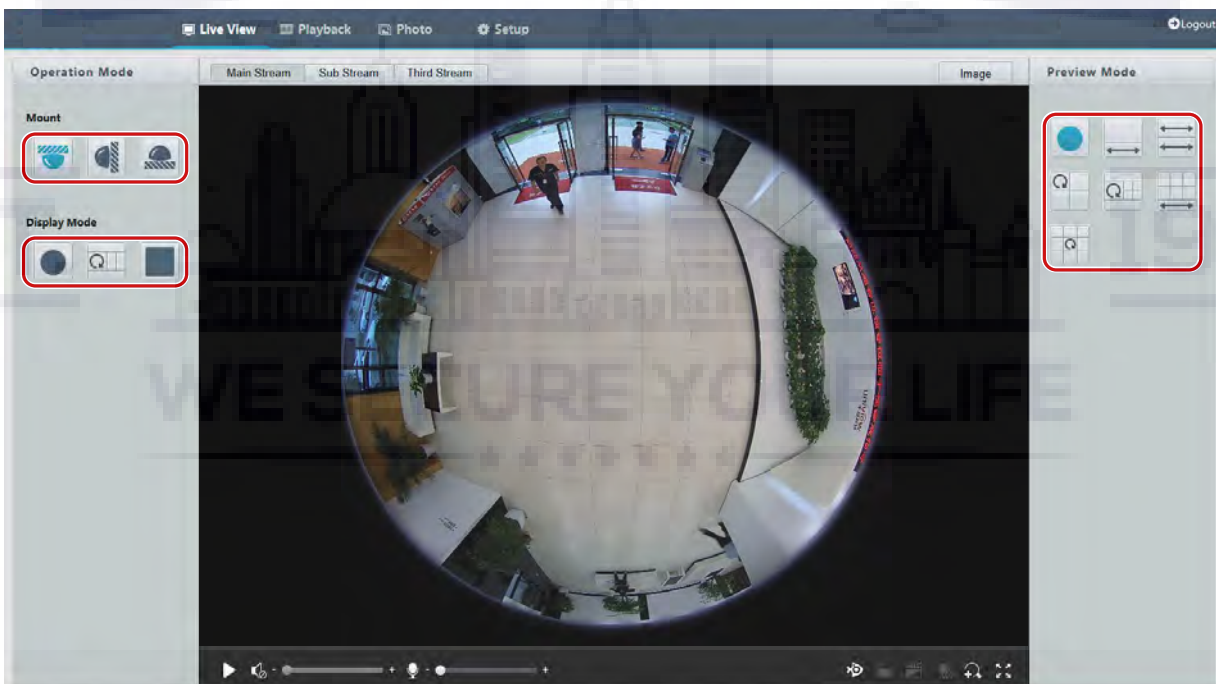 Live View Playback Photo Setup Logout
Operation Mode
Main Stream Sub Stream Third Stream Image
Preview Mode
Mount
Display Mode
WE SECURE YOUR LIFE